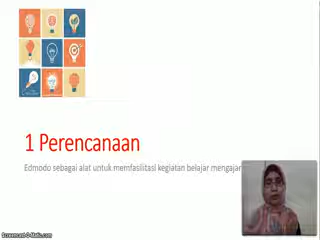 1 Perencanaan
Edmodo sebagai alat untuk memfasilitasi kegiatan belajar mengajar
Screencast-O-Matic.com